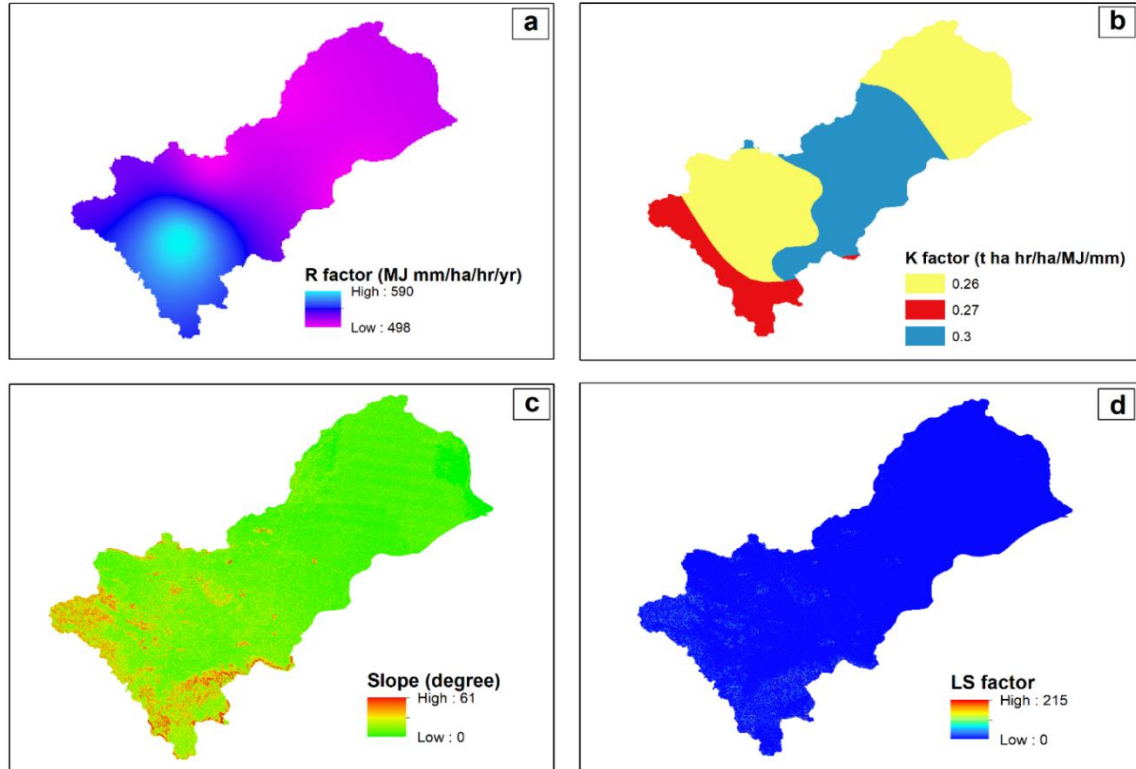 a
R factor (MJ mm/ha/hr/yr)
High : 590
Low : 498
b
K factor (t ha hr/ha/MJ/mm)
0.26
0.27
0.3
c
Slope (degree)
High : 61
Low : 0
d
LS factor
High : 215
Low : 0